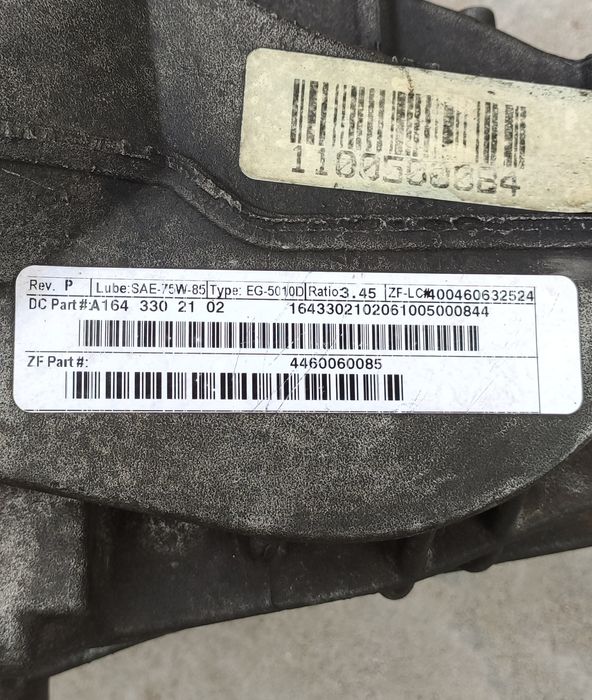 1100500084
Rev. P Lube:SAE-75W-85 Type: EG-5010D Ratio:3.45 ZF-LC#400460632524
DC Part#:A164 330 21 02 1643302102061005000844
ZF Part#: 4460060085